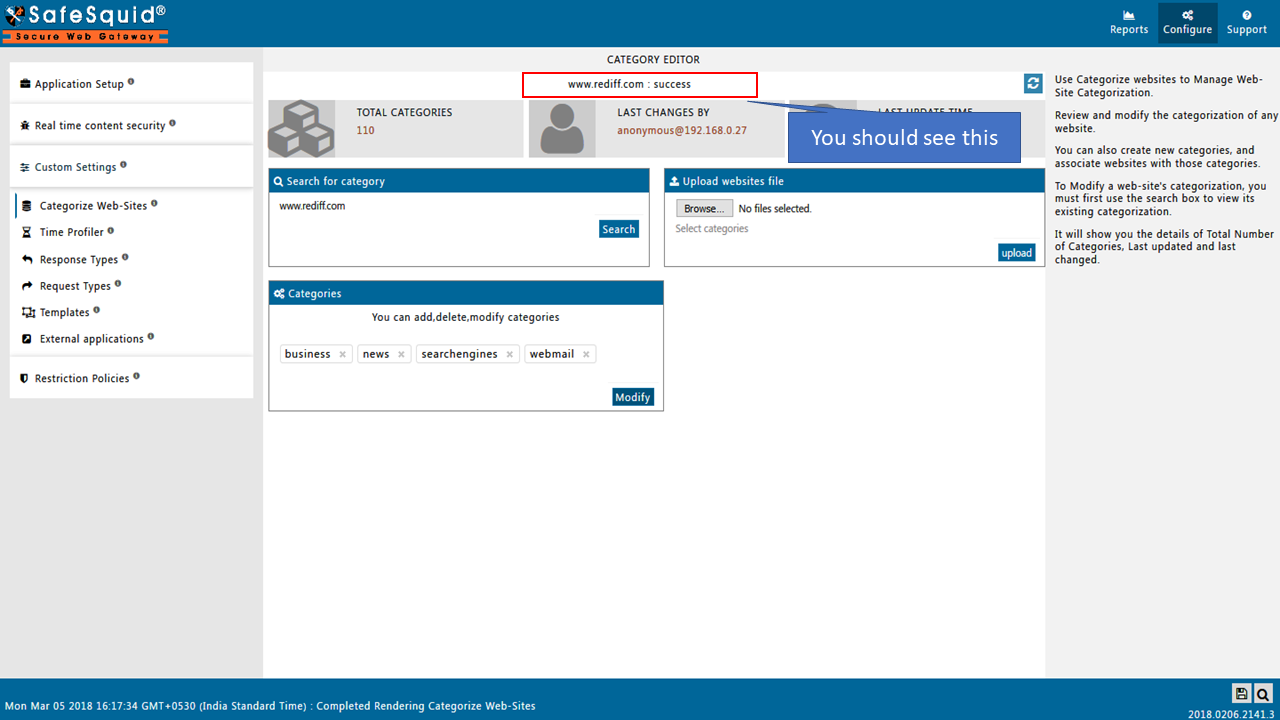 SafeSquid®
Secure Web Gateway
Reports
Configure
Support
Application Setup
Real time content security
Custom Settings
Categorize Web-Sites
Time Profiler
Response Types
Request Types
Templates
External applications
Restriction Policies
CATEGORY EDITOR
www.rediff.com : success
TOTAL CATEGORIES
110
LAST CHANGES BY
anonymous@192.168.0.27
LAST UPDATE TIME
You should see this
Search for category
www.rediff.com
Search
Upload websites file
Browse... No files selected.
Select categories
upload
Categories
You can add,delete,modify categories
business × news × searchengines × webmail ×
Modify
Use Categorize websites to Manage Web-
Site Categorization.
Review and modify the categorization of any
website.
You can also create new categories, and
associate websites with those categories.
To Modify a web-site's categorization, you
must first use the search box to view its
existing categorization.
It will show you the details of Total Number
of Categories, Last updated and last
changed.
Mon Mar 05 2018 16:17:34 GMT+0530 (India Standard Time) : Completed Rendering Categorize Web-Sites
2018.0206.2141.3